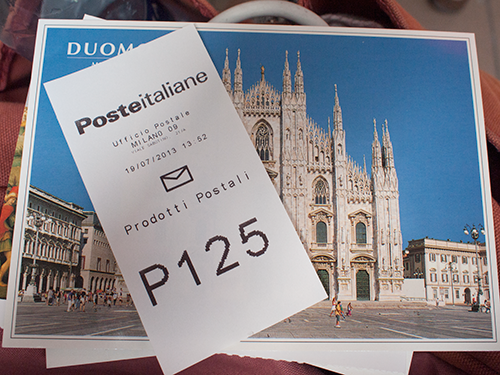 DUOMO
Posteitaliane
Ufficio Postale
MILANO 09
19/07/2013 13 52
Prodotti Postali
P125